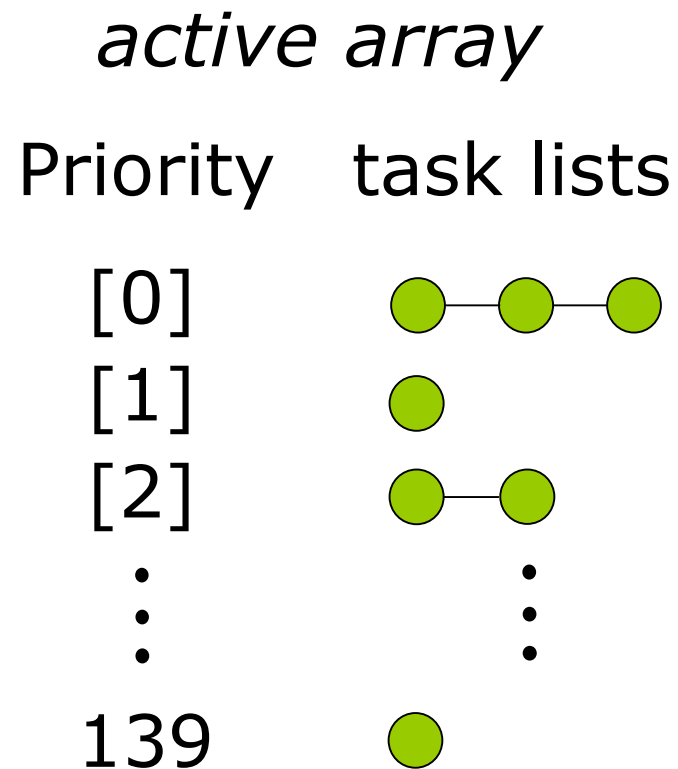 active array
Priority task lists
[0]
[1]
[2]
139